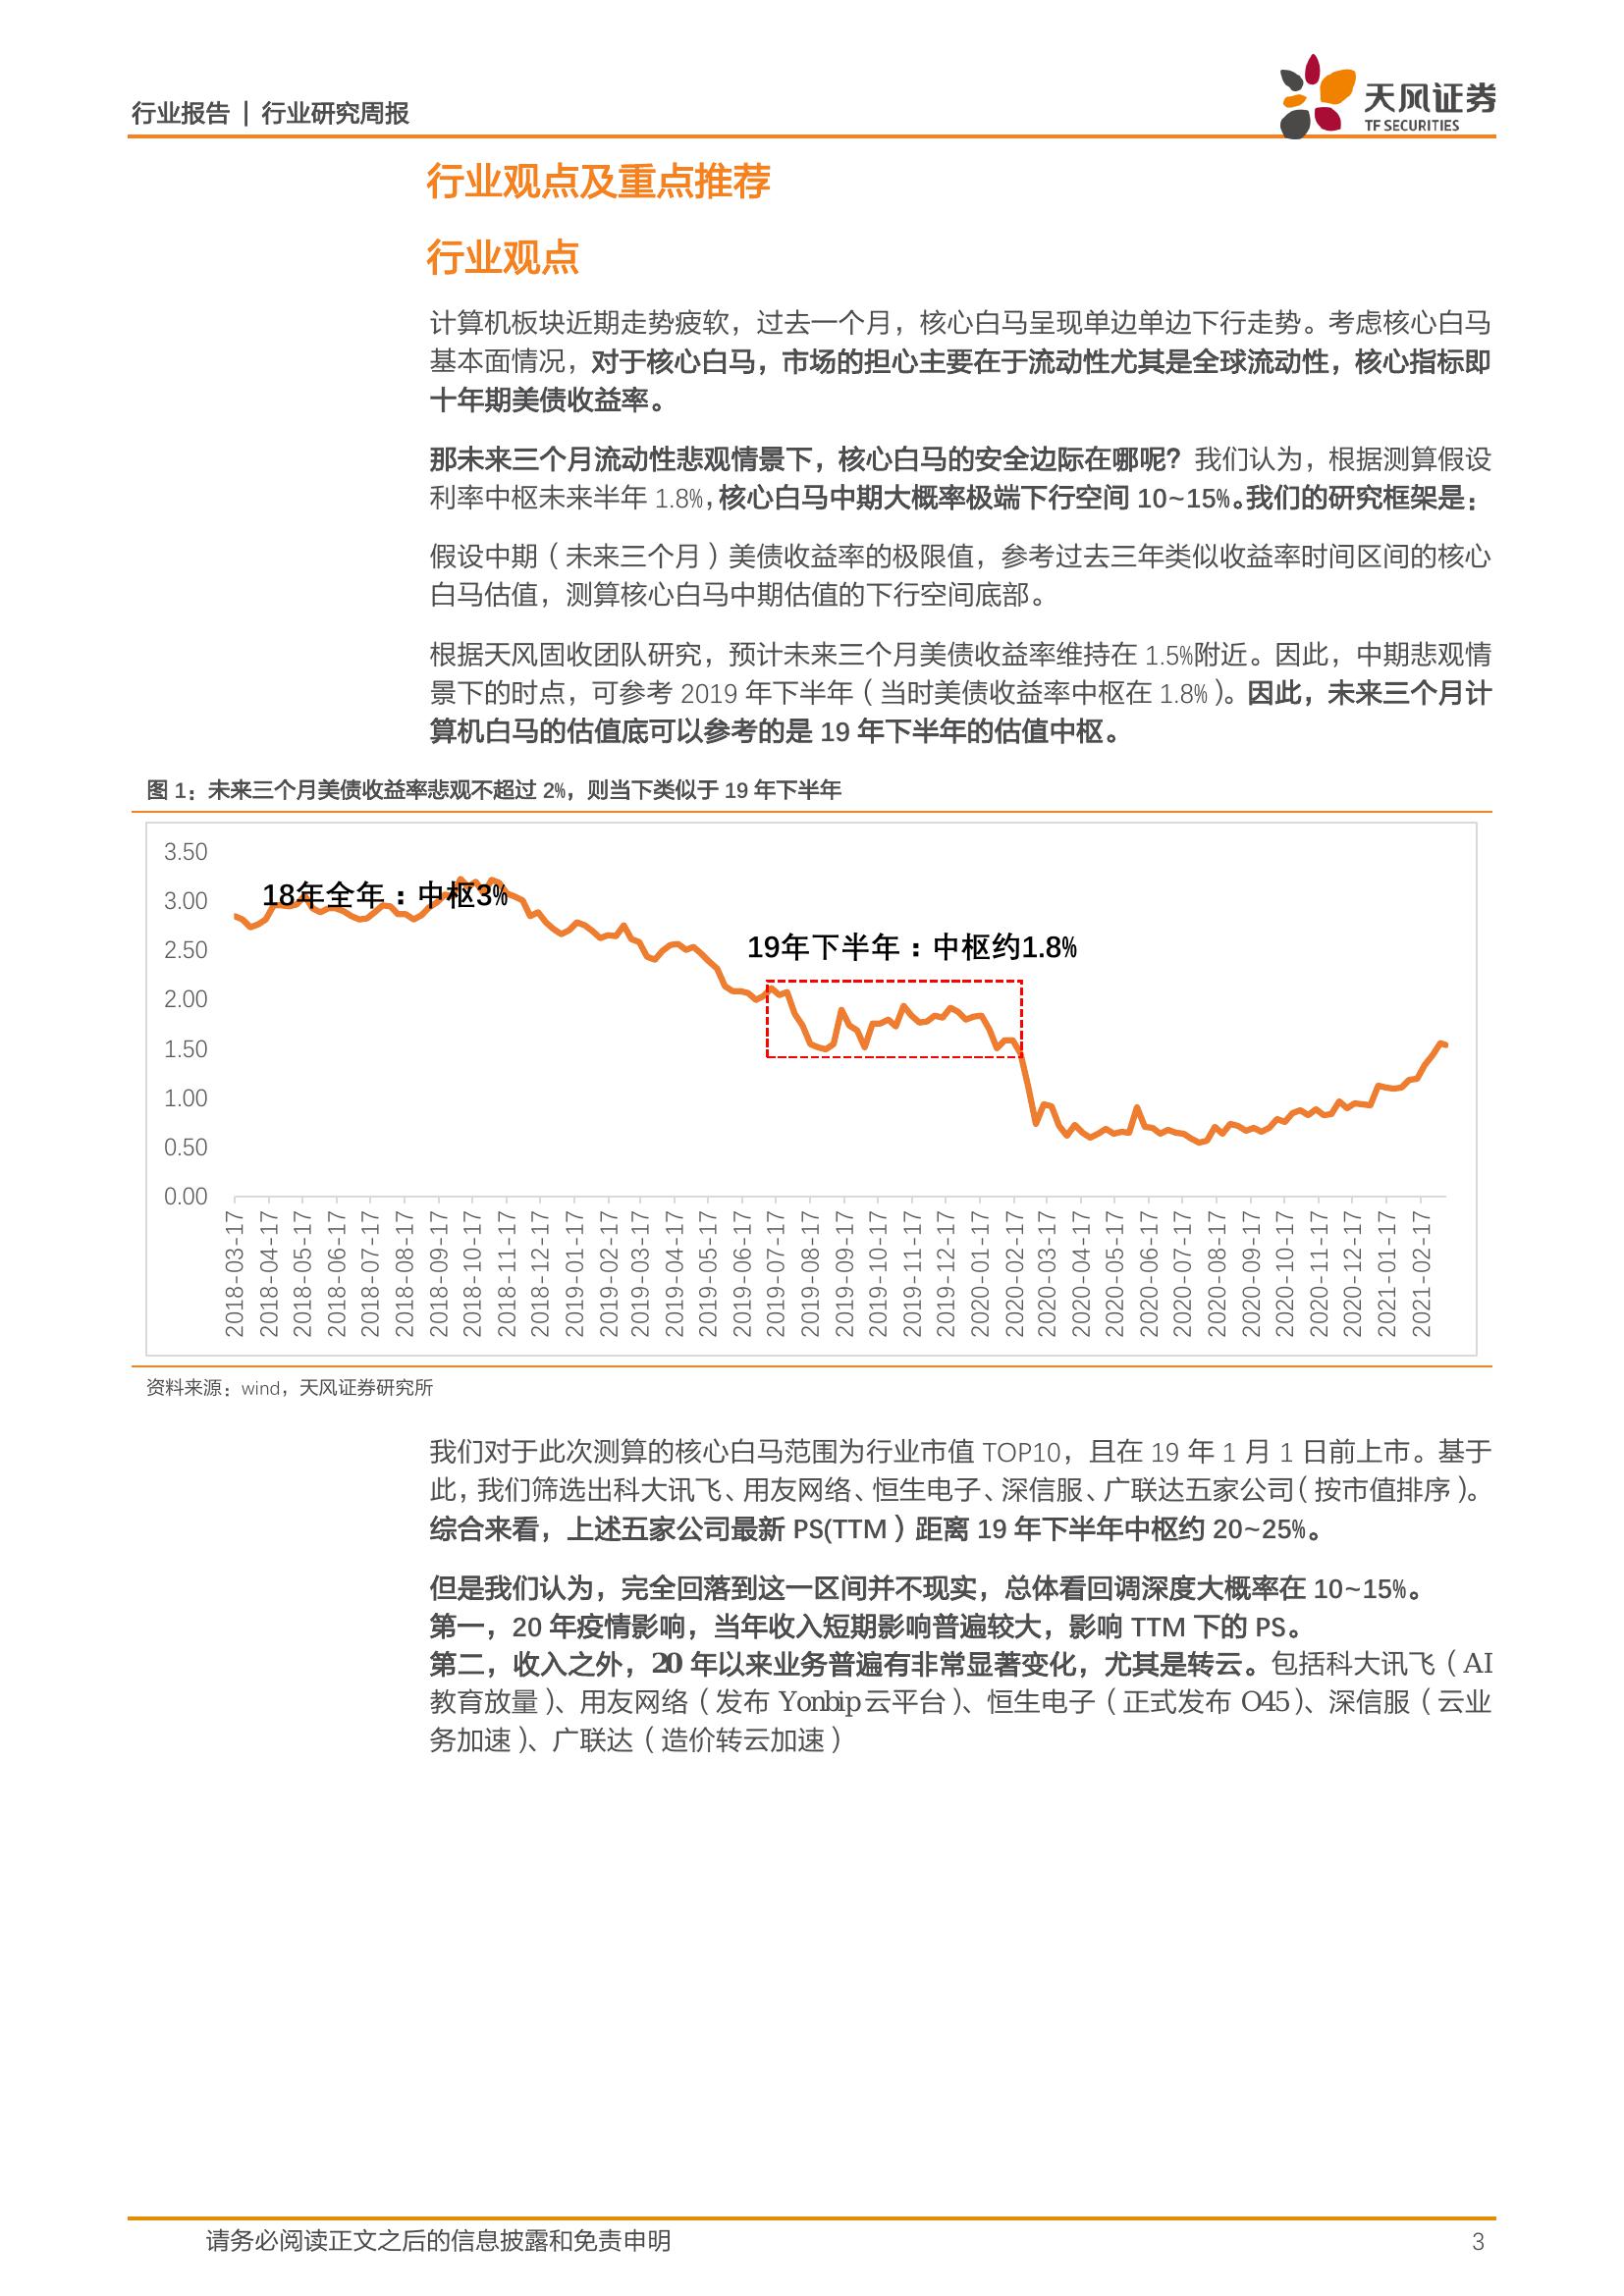 行业报告 | 行业研究周报
天风证券
TF SECURITIES
行业观点及重点推荐
行业观点
计算机板块近期走势疲软，过去一个月，核心白马呈现单边单边下行走势。考虑核心白马
基本面情况，对于核心白马，市场的担心主要在于流动性尤其是全球流动性，核心指标即
十年期美债收益率。
那未来三个月流动性悲观情景下，核心白马的安全边际在哪呢？我们认为，根据测算假设
利率中枢未来半年 1.8%，核心白马中期大概率极端下行空间 10~15%。我们的研究框架是：
假设中期（未来三个月）美债收益率的极限值，参考过去三年类似收益率时间区间的核心
白马估值，测算核心白马中期估值的下行空间底部。
根据天风固收团队研究，预计未来三个月美债收益率维持在 1.5%附近。因此，中期悲观情
景下的时点，可参考 2019 年下半年（当时美债收益率中枢在 1.8%）。因此，未来三个月计
算机白马的估值底可以参考的是 19 年下半年的估值中枢。
图 1：未来三个月美债收益率悲观不超过 2%，则当下类似于 19 年下半年
3.50
3.00
2.50
2.00
1.50
1.00
0.50
0.00
18年全年：中枢3%
19年下半年：中枢约1.8%
2018-03-17
2018-04-17
2018-05-17
2018-06-17
2018-07-17
2018-08-17
2018-09-17
2018-10-17
2018-11-17
2018-12-17
2019-01-17
2019-02-17
2019-03-17
2019-04-17
2019-05-17
2019-06-17
2019-07-17
2019-08-17
2019-09-17
2019-10-17
2019-11-17
2019-12-17
2020-01-17
2020-02-17
2020-03-17
2020-04-17
2020-05-17
2020-06-17
2020-07-17
2020-08-17
2020-09-17
2020-10-17
2020-11-17
2020-12-17
2021-01-17
2021-02-17
资料来源：wind，天风证券研究所
我们对于此次测算的核心白马范围为行业市值 TOP10，且在 19 年 1 月 1 日前上市。基于
此，我们筛选出科大讯飞、用友网络、恒生电子、深信服、广联达五家公司（按市值排序）。
综合来看，上述五家公司最新 PS(TTM）距离 19 年下半年中枢约 20~25%。
但是我们认为，完全回落到这一区间并不现实，总体看回调深度大概率在 10~15%。
第一，20 年疫情影响，当年收入短期影响普遍较大，影响 TTM 下的 PS。
第二，收入之外，20 年以来业务普遍有非常显著变化，尤其是转云。包括科大讯飞（AI
教育放量）、用友网络（发布 Yonbip 云平台）、恒生电子（正式发布 O45）、深信服（云业
务加速）、广联达（造价转云加速）
请务必阅读正文之后的信息披露和免责申明
3